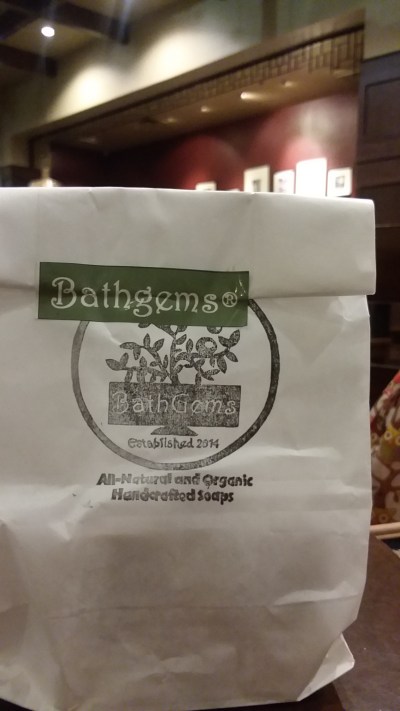 Bathgems®
BathGems
Established 2014
All-Natural and Organic
Handcrafted Soaps